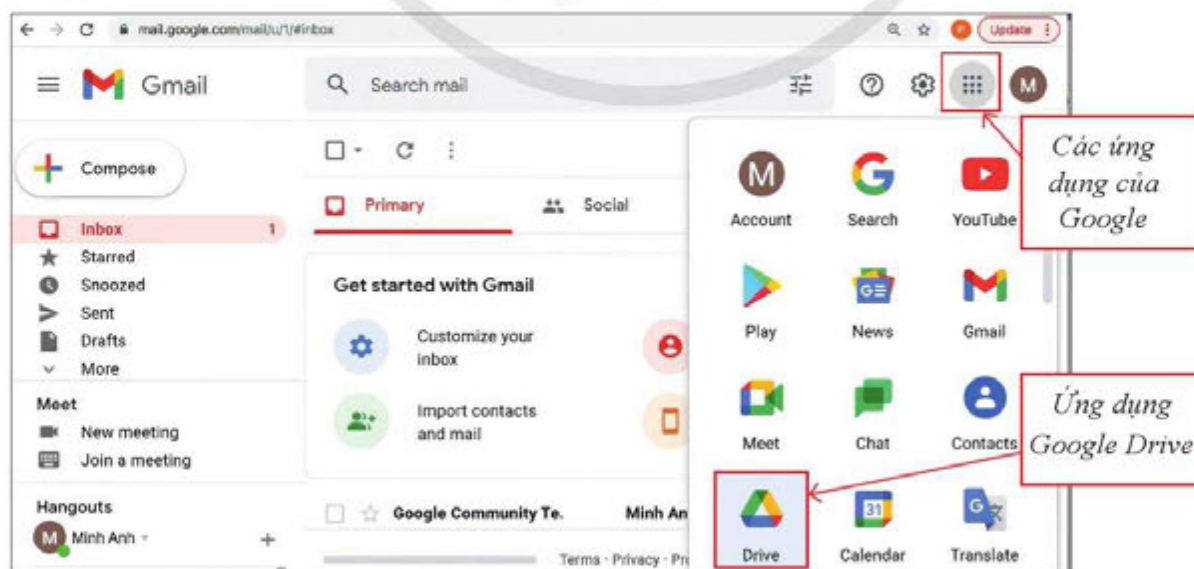 mail.google.com/mail/u/1/#inbox
Update
Gmail
Search mail
M
Compose
Inbox 1
Starred
Snoozed
Sent
Drafts
More
Meet
New meeting
Join a meeting
Hangouts
M Minh Anh
Primary
Social
Get started with Gmail
Customize your
inbox
Import contacts
and mail
Google Community Te. Minh An
Terms · Privacy · Pr
M
Account Search YouTube
Play News Gmail
Meet Chat Contacts
31
Drive Calendar Translate
Các ứng
dụng của
Google
Ứng dụng
Google Drive